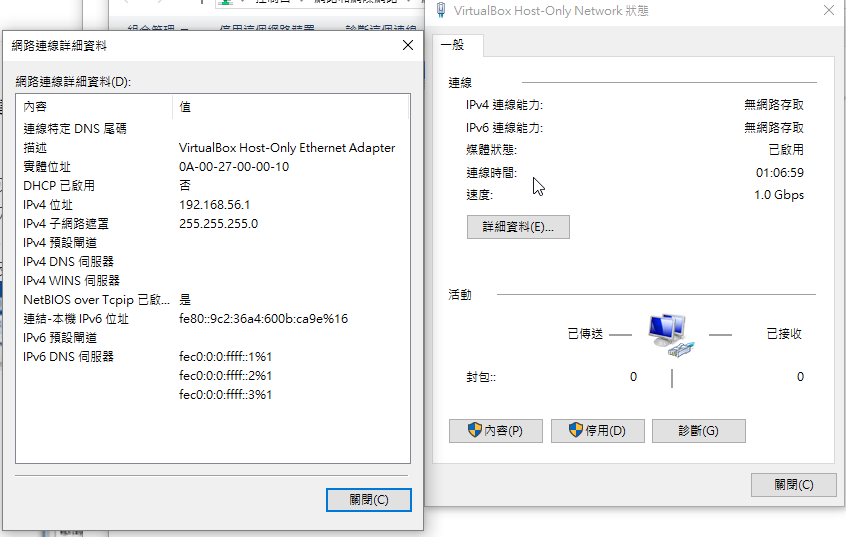 網路連線詳細資料
網路連線詳細資料(D):
內容 值
連線特定 DNS 尾碼
描述 VirtualBox Host-Only Ethernet Adapter
實體位址 0A-00-27-00-00-10
DHCP 已啟用 否
IPv4 位址 192.168.56.1
IPv4 子網路遮罩 255.255.255.0
IPv4 預設閘道
IPv4 DNS 伺服器
IPv4 WINS 伺服器
NetBIOS over Tcpip 已啟... 是
連結-本機 IPv6 位址 fe80::9c2:36a4:600b:ca9e%16
IPv6 預設閘道
IPv6 DNS 伺服器 fec0:0:0:ffff::1%1
fec0:0:0:ffff::2%1
fec0:0:0:ffff::3%1
關閉(C)
VirtualBox Host-Only Network 狀態
一般
連線
IPv4 連線能力: 無網路存取
IPv6 連線能力: 無網路存取
媒體狀態: 已啟用
連線時間: 01:06:59
速度: 1.0 Gbps
詳細資料(E)...
活動
已傳送 已接收
封包:: 0 0
內容(P) 停用(D) 診斷(G)
關閉(C)